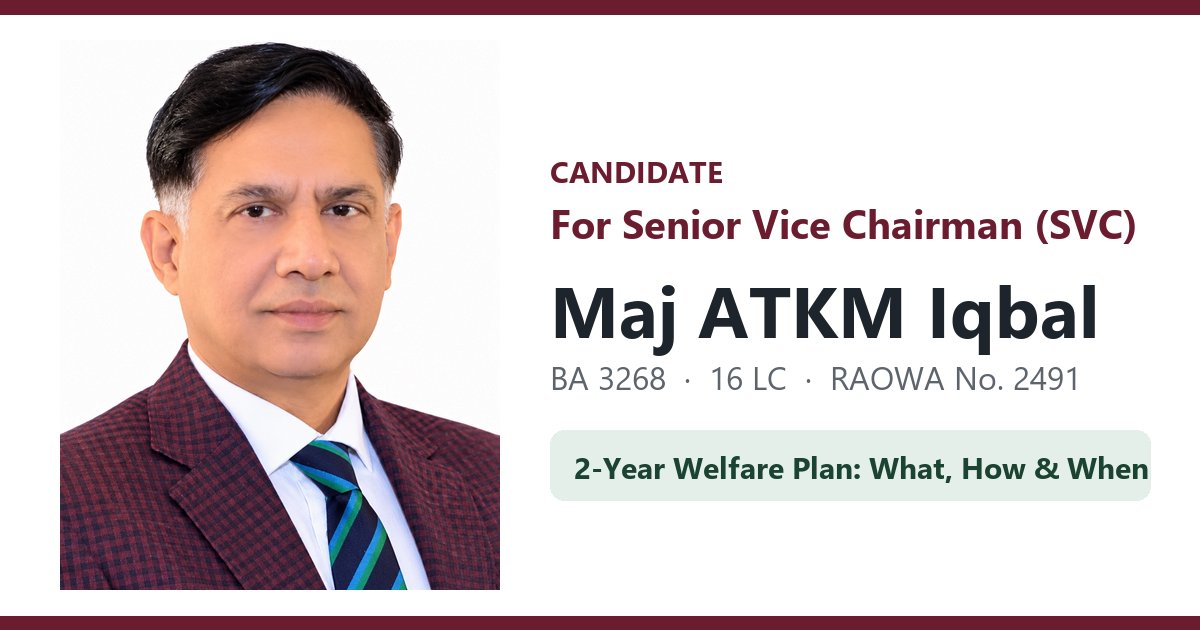 CANDIDATE
For Senior Vice Chairman (SVC)
Maj ATKM Iqbal
BA 3268 · 16 LC · RAOWA No. 2491
2-Year Welfare Plan: What, How & When